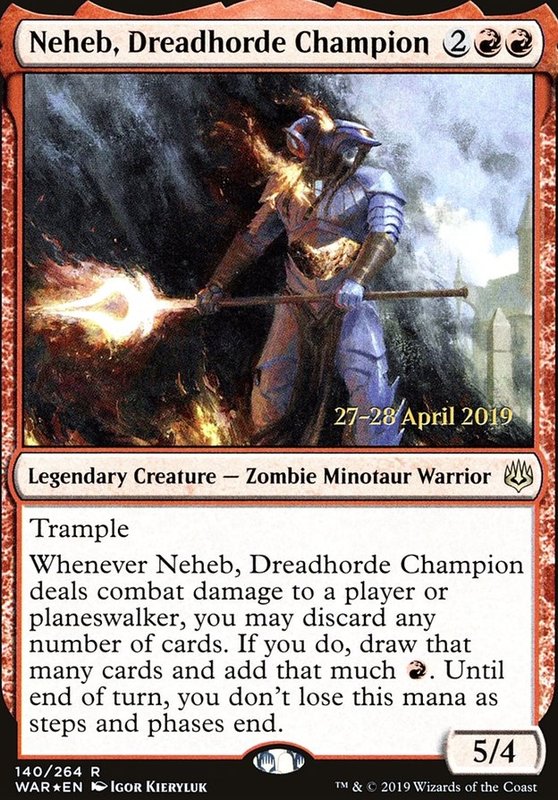 Neheb, Dreadhorde Champion 2
27–28 April 2019
Legendary Creature — Zombie Minotaur Warrior
Trample
Whenever Neheb, Dreadhorde Champion
deals combat damage to a player or
planeswalker, you may discard any
number of cards. If you do, draw that
many cards and add that much . Until
end of turn, you don't lose this mana as
steps and phases end.
5/4
140/264 R
WAR★EN Igor Kieryluk
™ & © 2019 Wizards of the Coast